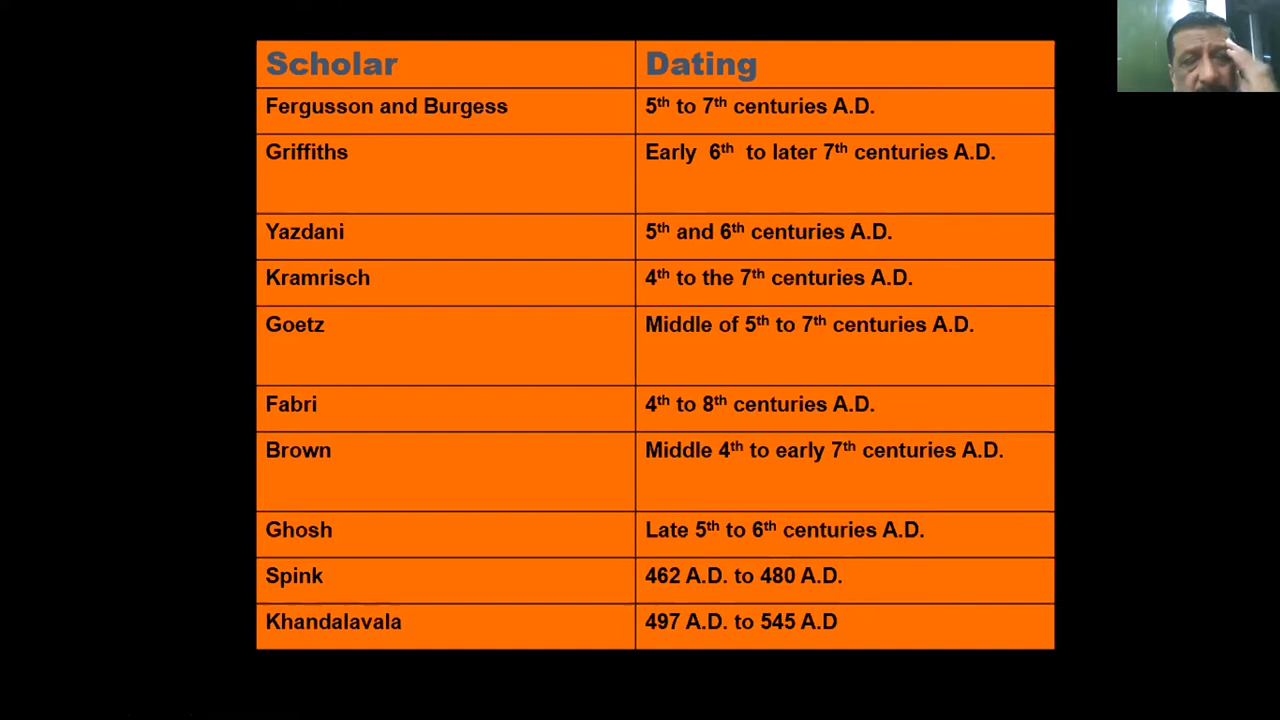 Scholar Dating
Fergusson and Burgess 5th to 7th centuries A.D.
Griffiths Early 6th to later 7th centuries A.D.
Yazdani 5th and 6th centuries A.D.
Kramrisch 4th to the 7th centuries A.D.
Goetz Middle of 5th to 7th centuries A.D.
Fabri 4th to 8th centuries A.D.
Brown Middle 4th to early 7th centuries A.D.
Ghosh Late 5th to 6th centuries A.D.
Spink 462 A.D. to 480 A.D.
Khandalavala 497 A.D. to 545 A.D